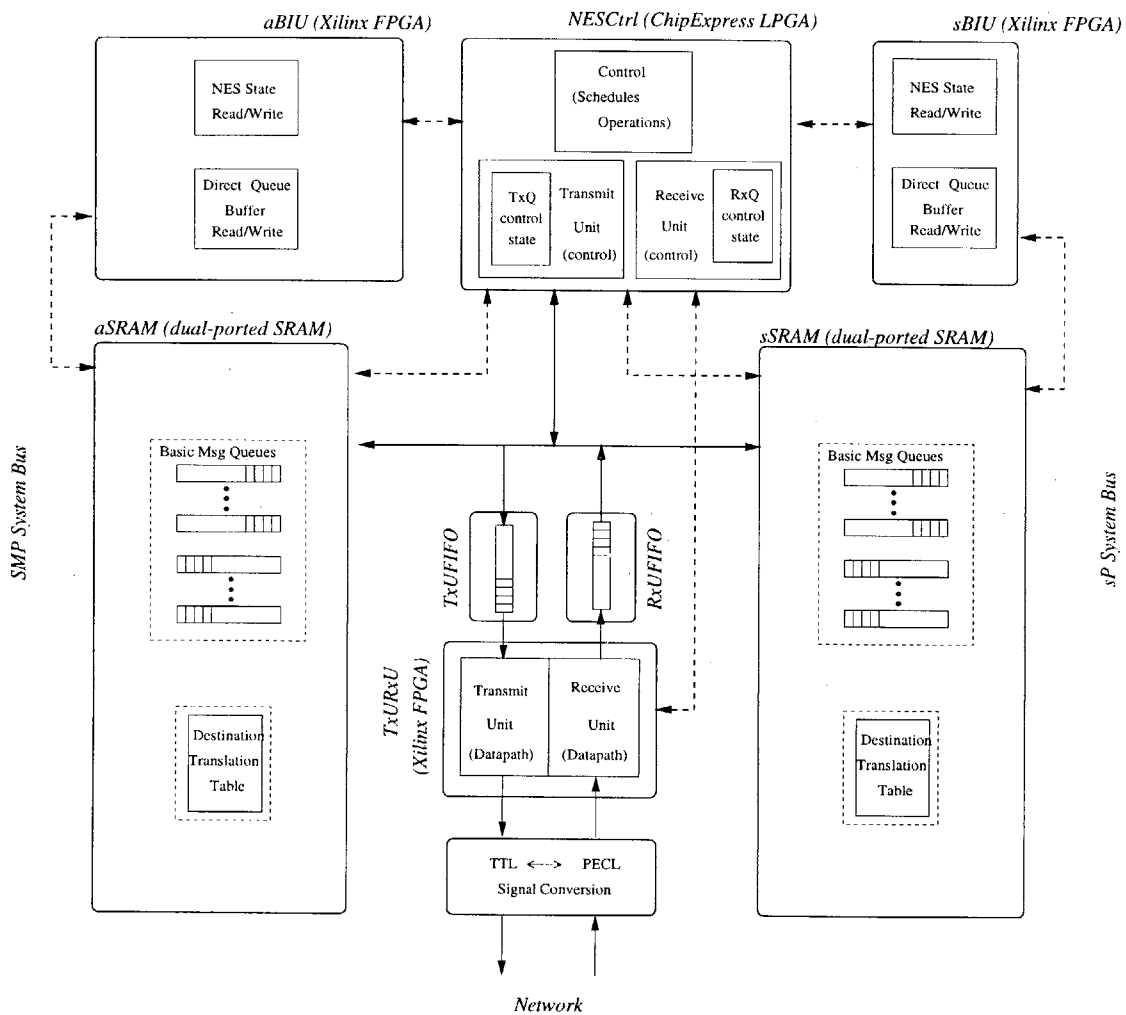 aBIU (Xilinx FPGA)
NESCtrl (ChipExpress LPGA)
sBIU (Xilinx FPGA)
NES State
Read/Write
Direct Queue
Buffer
Read/Write
Control
(Schedules
Operations)
TxQ
control
state
Transmit
Unit
(control)
Receive
Unit
(control)
RxQ
control
state
NES State
Read/Write
Direct Queue
Buffer
Read/Write
aSRAM (dual-ported SRAM)
sSRAM (dual-ported SRAM)
SMP System Bus
Basic Msg Queues
Destination
Translation
Table
TxUFIFO
RxUFIFO
TxURxU
(Xilinx FPGA)
Transmit
Unit
(Datapath)
Receive
Unit
(Datapath)
TTL <--> PECL
Signal Conversion
Network
Basic Msg Queues
Destination
Translation
Table
sP System Bus